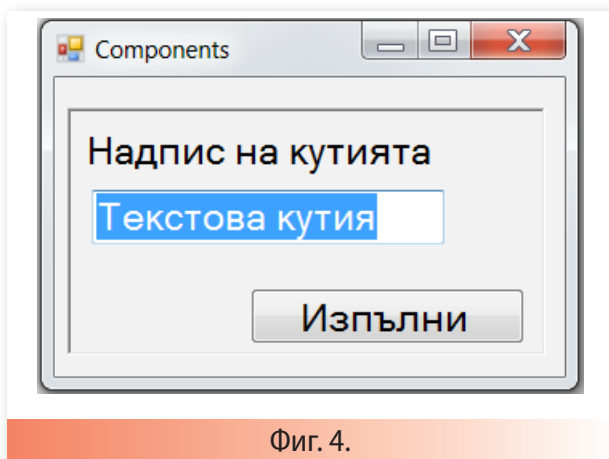 Components
Надпис на кутията
Текстова кутия
Изпълни
Фиг. 4.